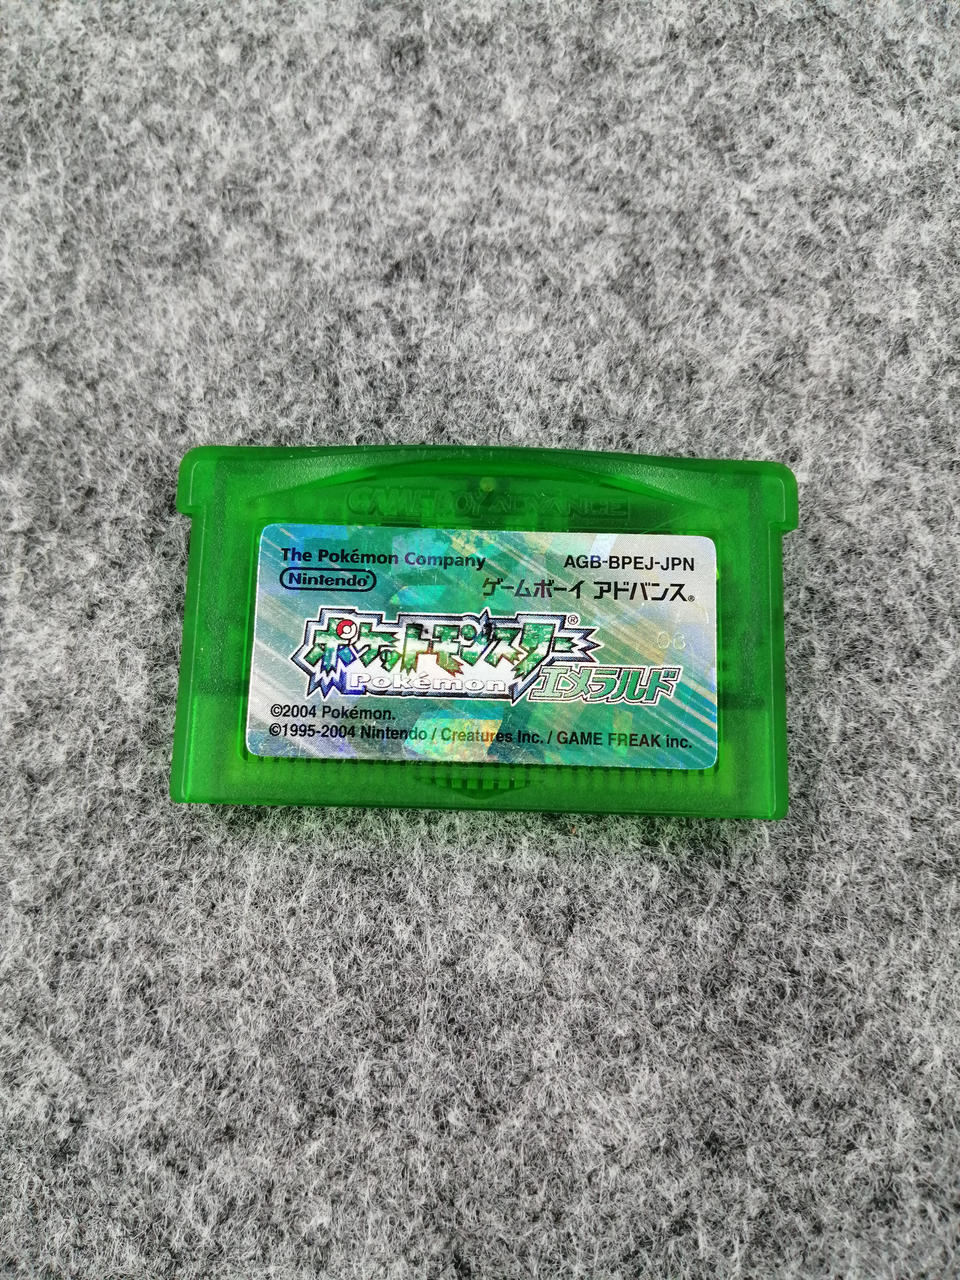 GAME BOY ADVANCE
The Pokémon Company AGB-BPEJ-JPN
Nintendo® ゲームボーイ アドバンス®
ポケットモンスター®
Pokémon エメラルド
©2004 Pokémon.
©1995-2004 Nintendo / Creatures Inc. / GAME FREAK inc.